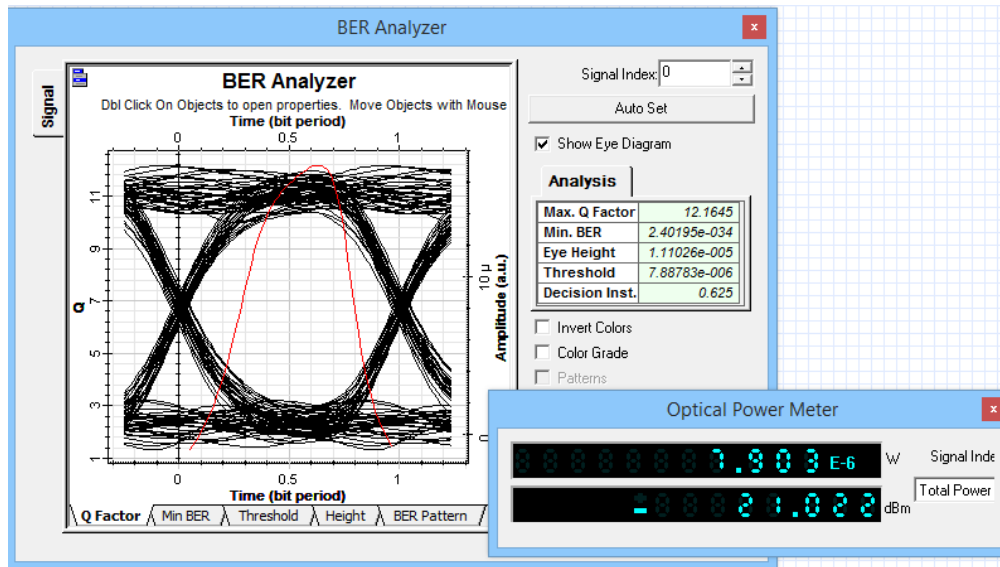 BER Analyzer
x
Signal
BER Analyzer
Dbl Click On Objects to open properties. Move Objects with Mouse
Time (bit period)
0 0.5 1
11
9
7
5
3
1
Q
10 µ
0
Amplitude (a.u.)
0 0.5 1
Time (bit period)
Q Factor Min BER Threshold Height BER Pattern
Signal Index: 0
Auto Set
Show Eye Diagram
Analysis
Max. Q Factor 12.1645
Min. BER 2.40195e-034
Eye Height 1.11026e-005
Threshold 7.88783e-006
Decision Inst. 0.625
Invert Colors
Color Grade
Patterns
Optical Power Meter
x
7.903 E-6 W
Signal Inde
Total Power
- 21.022 dBm